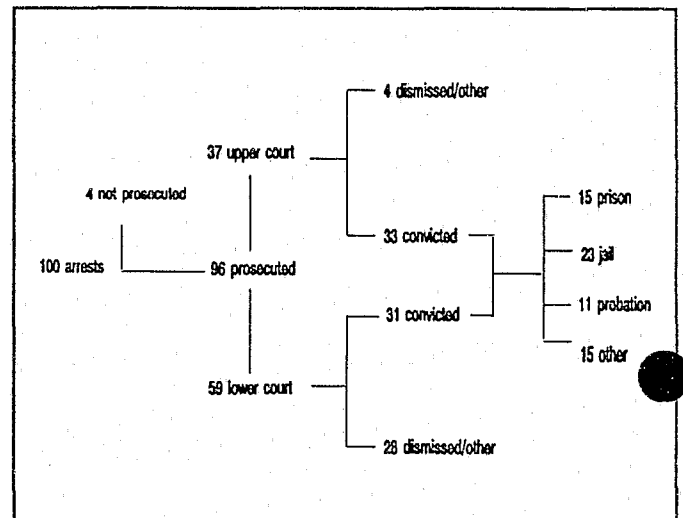 4 dismissed/other
37 upper court
4 not prosecuted
15 prison
33 convicted
23 jail
100 arrests
96 prosecuted
11 probation
31 convicted
15 other
59 lower court
28 dismissed/other